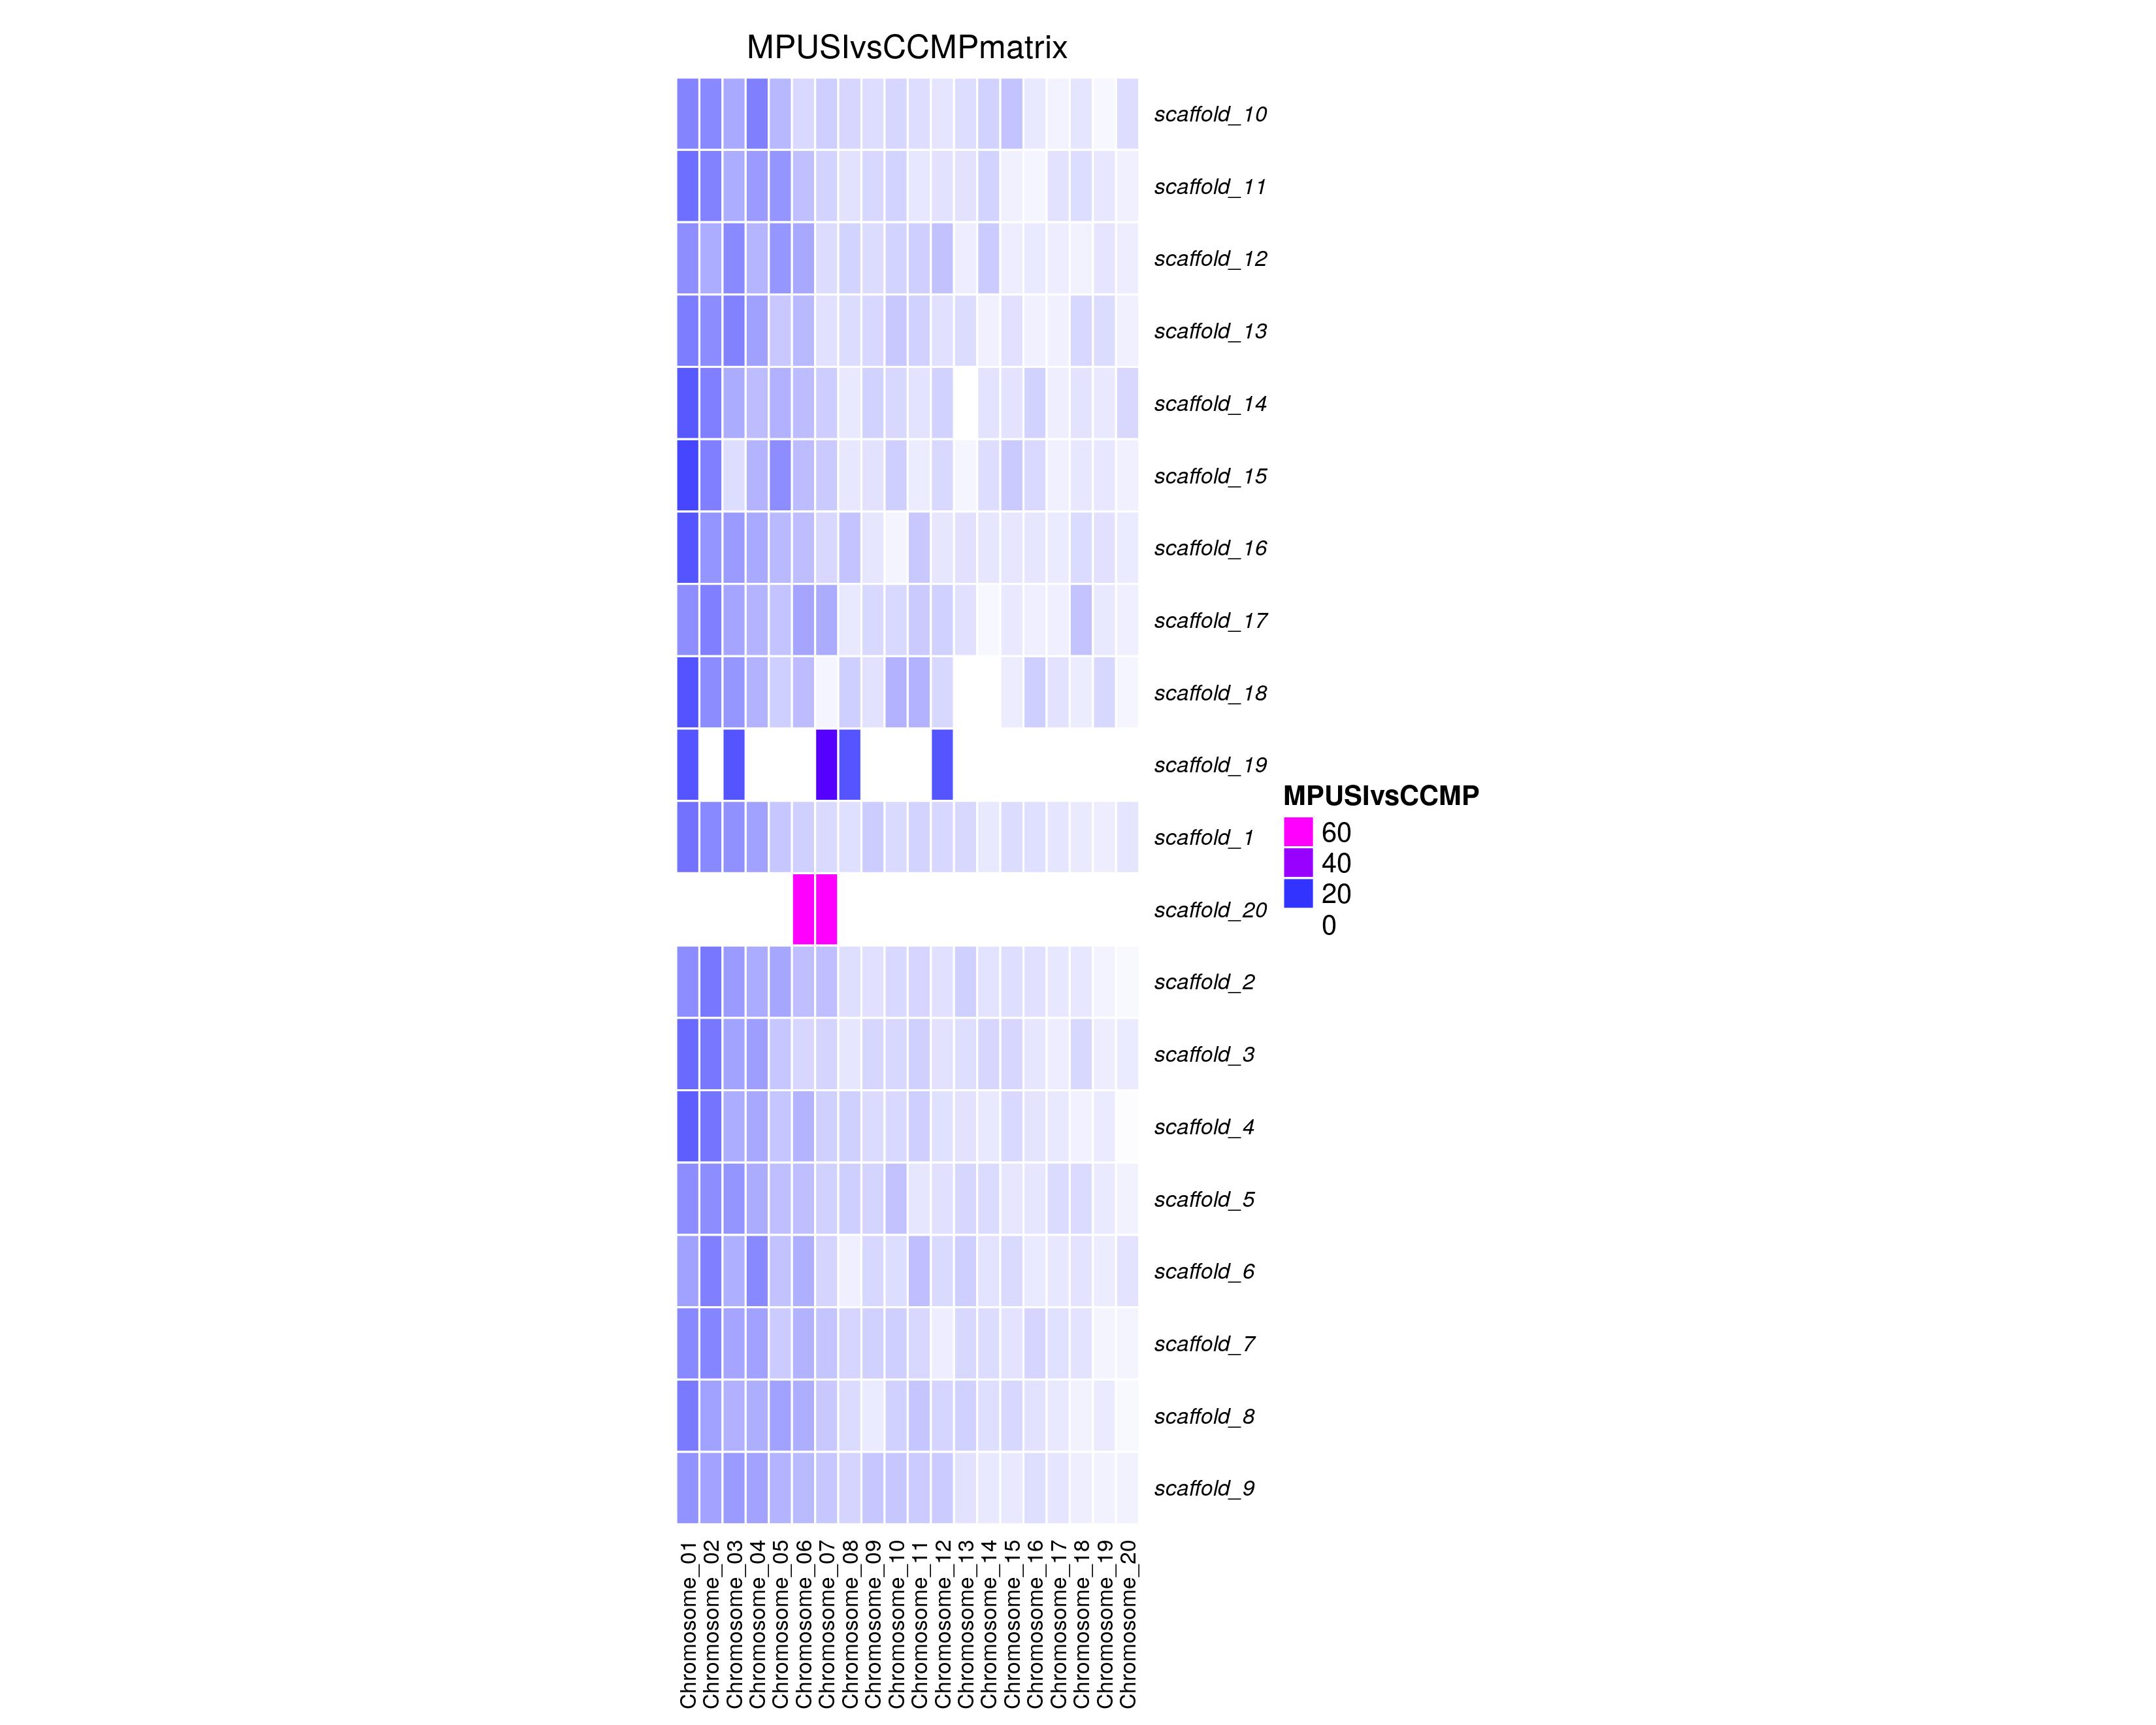 MPUSIvsCCMPmatrix
scaffold_10
scaffold_11
scaffold_12
scaffold_13
scaffold_14
scaffold_15
scaffold_16
scaffold_17
scaffold_18
scaffold_19
scaffold_1
scaffold_20
scaffold_2
scaffold_3
scaffold_4
scaffold_5
scaffold_6
scaffold_7
scaffold_8
scaffold_9
MPUSIvsCCMP
60
40
20
0
Chromosome_01
Chromosome_02
Chromosome_03
Chromosome_04
Chromosome_05
Chromosome_06
Chromosome_07
Chromosome_08
Chromosome_09
Chromosome_10
Chromosome_11
Chromosome_12
Chromosome_13
Chromosome_14
Chromosome_15
Chromosome_16
Chromosome_17
Chromosome_18
Chromosome_19
Chromosome_20